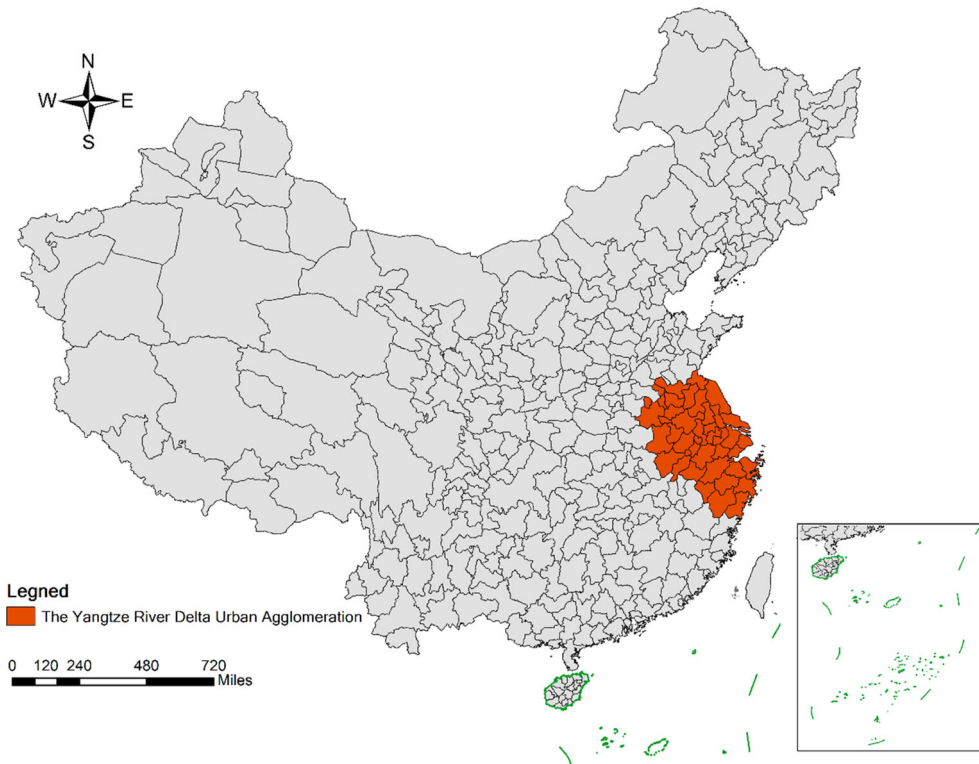 N
W E
S
Legned
The Yangtze River Delta Urban Agglomeration
0 120 240 480 720
Miles